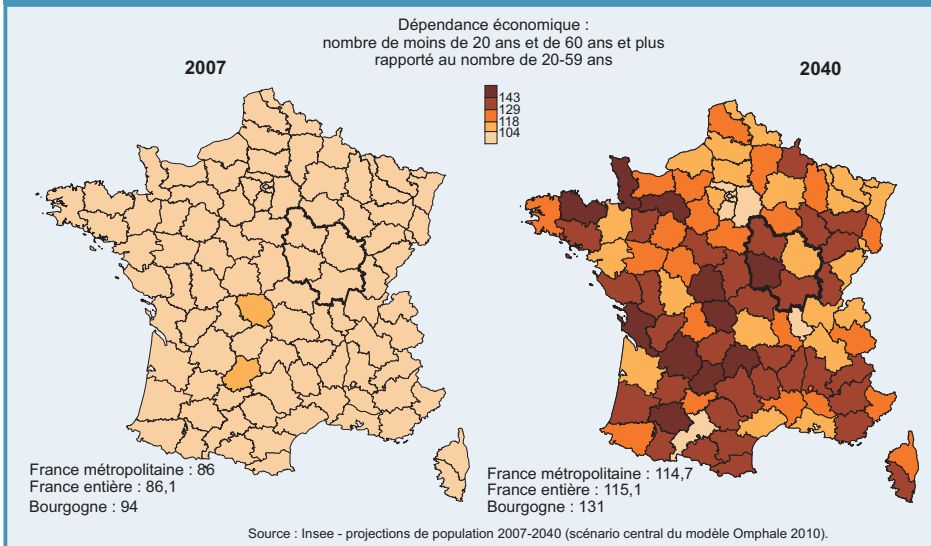 Dépendance économique :
nombre de moins de 20 ans et de 60 ans et plus
rapporté au nombre de 20-59 ans
2007
2040
143
129
118
104
France métropolitaine : 86
France entière : 86,1
Bourgogne : 94
France métropolitaine : 114,7
France entière : 115,1
Bourgogne : 131
Source : Insee - projections de population 2007-2040 (scénario central du modèle Omphale 2010).